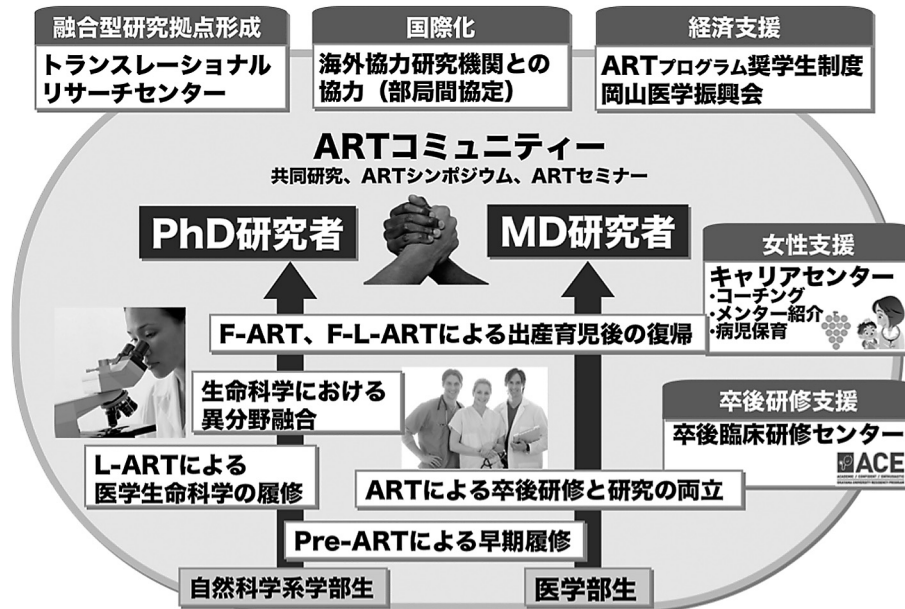 融合型研究拠点形成
トランスレーショナル
リサーチセンター
国際化
海外協力研究機関との
協力（部局間協定）
経済支援
ARTプログラム奨学生制度
岡山医学振興会
ARTコミュニティー
共同研究、ARTシンポジウム、ARTセミナー
PhD研究者
MD研究者
女性支援
キャリアセンター
・コーチング
・メンター紹介
・病児保育
F-ART、F-L-ARTによる出産育児後の復帰
生命科学における
異分野融合
卒後研修支援
卒後臨床研修センター
ACE
L-ARTによる
医学生命科学の履修
ARTによる卒後研修と研究の両立
Pre-ARTによる早期履修
自然科学系学部生
医学部生